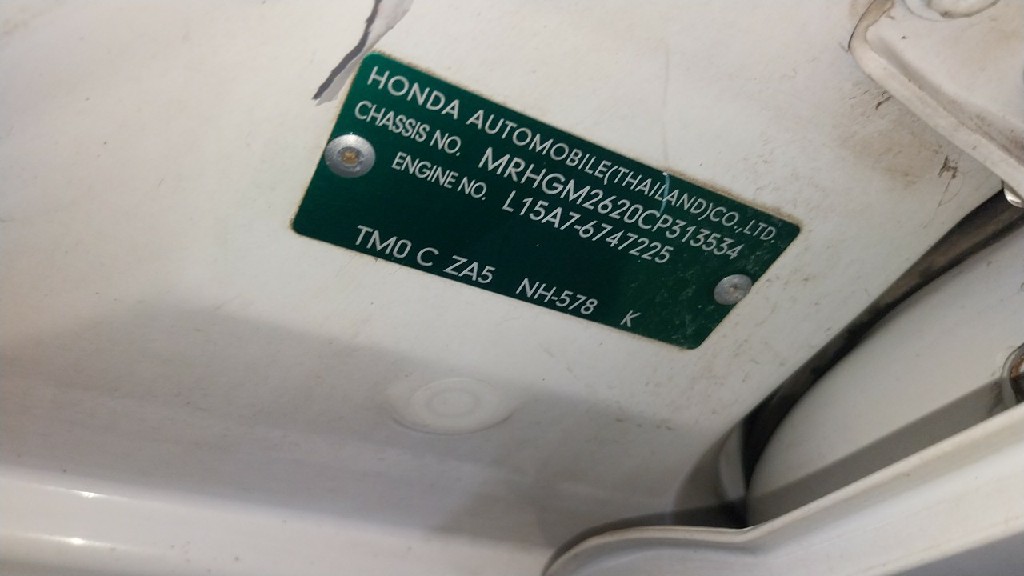 HONDA AUTOMOBILE(THAILAND)CO.,LTD.
CHASSIS NO. MRHGM2620CP313534
ENGINE NO. L15A7-6747225
TM0 C ZA5 NH-578 K